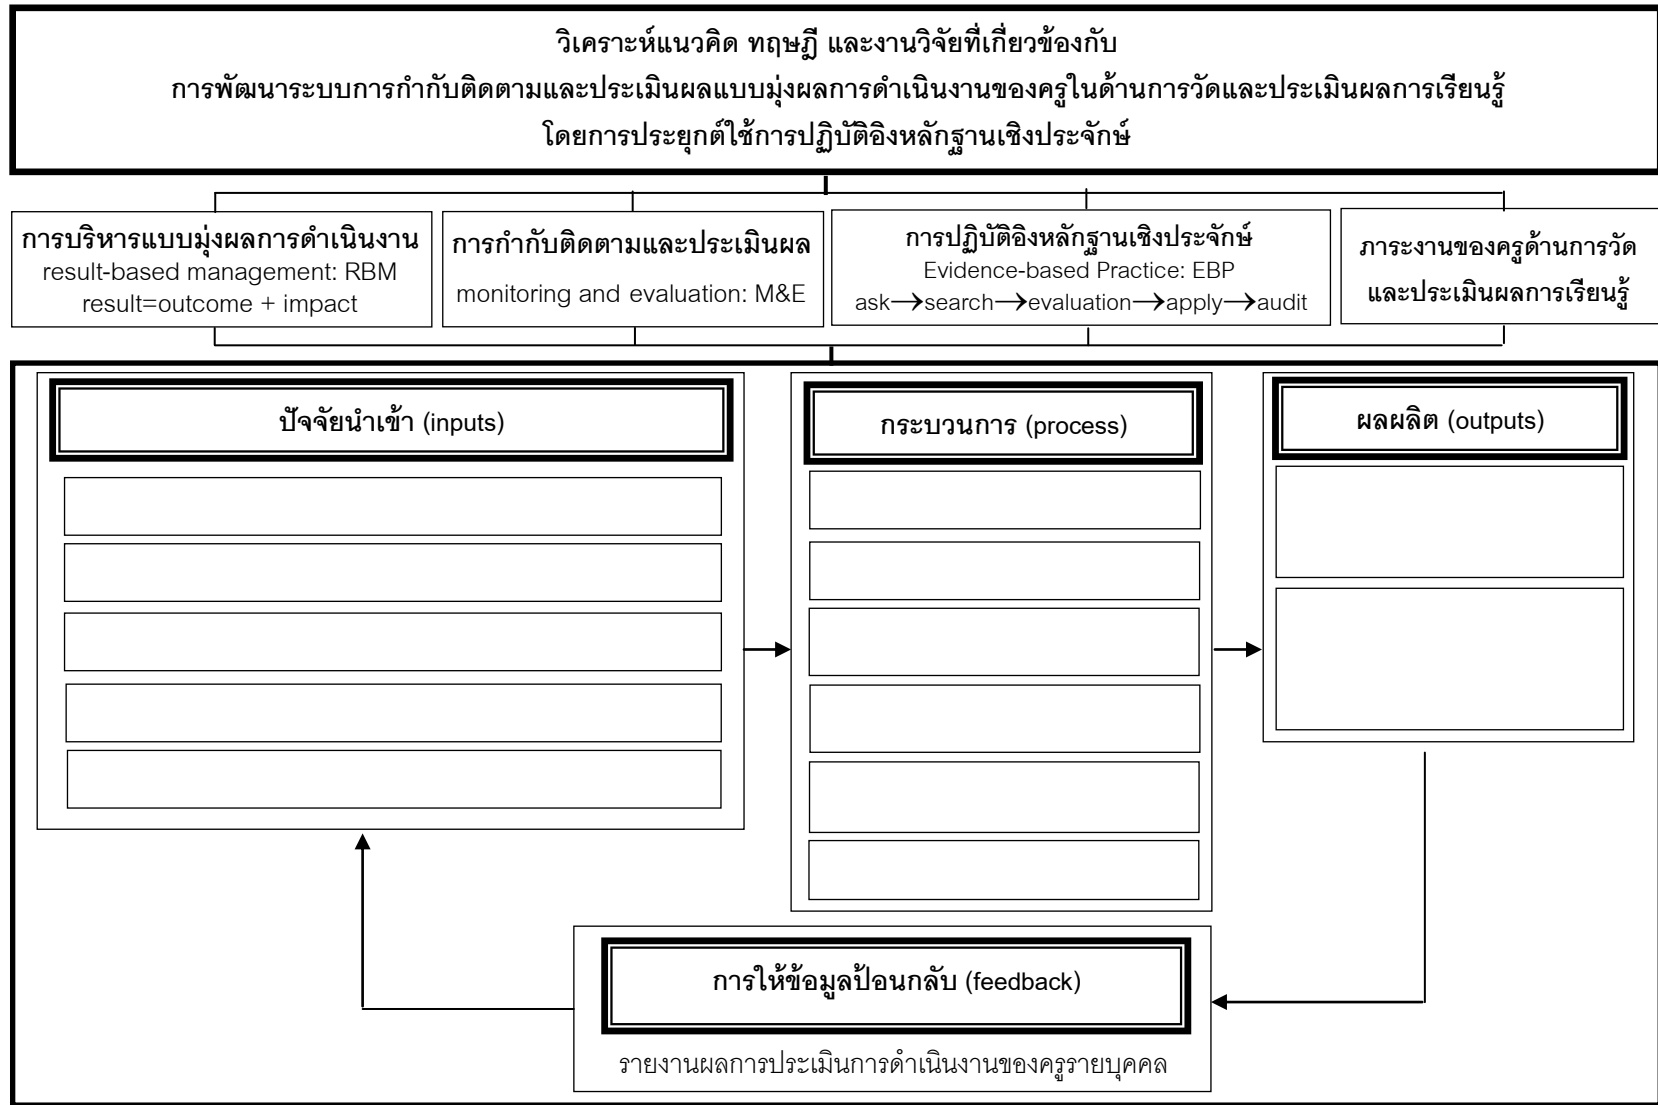 วิเคราะห์แนวคิด ทฤษฎี และงานวิจัยที่เกี่ยวข้องกับ
การพัฒนาระบบการกำกับติดตามและประเมินผลแบบมุ่งผลการดำเนินงานของครูในด้านการวัดและประเมินผลการเรียนรู้
โดยการประยุกต์ใช้การปฏิบัติอิงหลักฐานเชิงประจักษ์
การบริหารแบบมุ่งผลการดำเนินงาน
result-based management: RBM
result=outcome + impact
การกำกับติดตามและประเมินผล
monitoring and evaluation: M&E
การปฏิบัติอิงหลักฐานเชิงประจักษ์
Evidence-based Practice: EBP
ask→search→evaluation→apply→audit
ภาระงานของครูด้านการวัด
และประเมินผลการเรียนรู้
ปัจจัยนำเข้า (inputs)
กระบวนการ (process)
ผลผลิต (outputs)
การให้ข้อมูลป้อนกลับ (feedback)
รายงานผลการประเมินการดำเนินงานของครูรายบุคคล